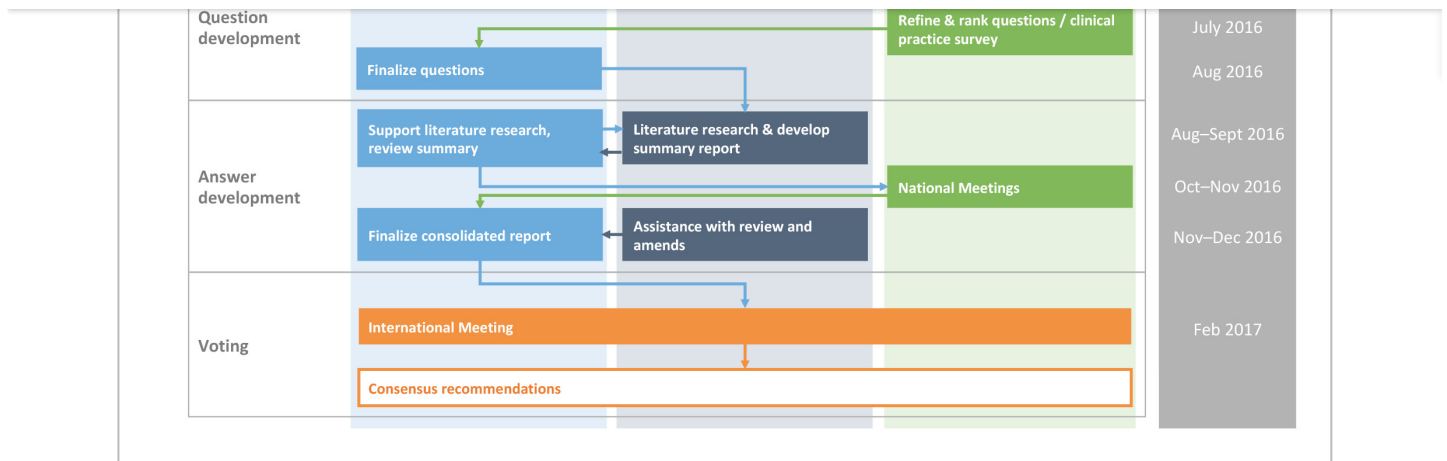 Question
development
Refine & rank questions / clinical
practice survey
July 2016
Finalize questions
Aug 2016
Answer
development
Support literature research,
review summary
Literature research & develop
summary report
Aug–Sept 2016
National Meetings
Oct–Nov 2016
Finalize consolidated report
Assistance with review and
amends
Nov–Dec 2016
Voting
International Meeting
Feb 2017
Consensus recommendations